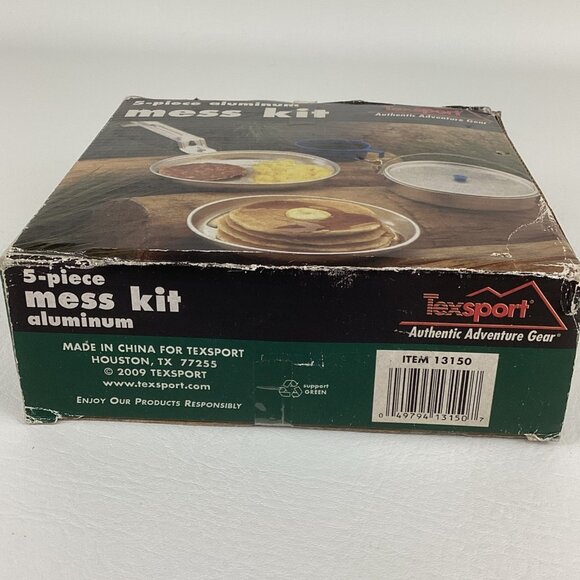 5-piece aluminum
mess kit
Texsport
Authentic Adventure Gear
5-piece
mess kit
aluminum
Texsport®
Authentic Adventure Gear®
MADE IN CHINA FOR TEXSPORT
HOUSTON, TX 77255
© 2009 TEXSPORT
www.texsport.com
ENJOY OUR PRODUCTS RESPONSIBLY
support
GREEN
ITEM 13150
0 49794 13150 7